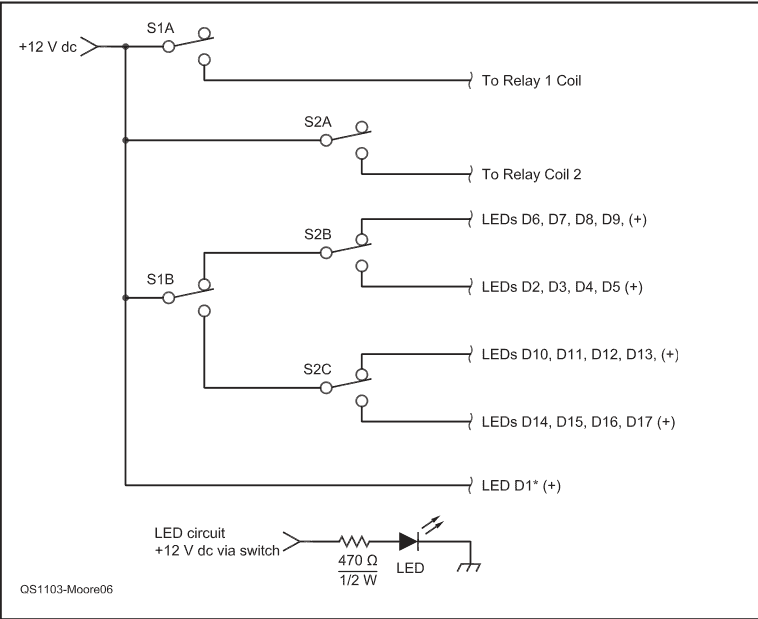 S1A
+12 V dc
To Relay 1 Coil
S2A
To Relay Coil 2
LEDs D6, D7, D8, D9, (+)
S2B
S1B
LEDs D2, D3, D4, D5 (+)
LEDs D10, D11, D12, D13, (+)
S2C
LEDs D14, D15, D16, D17 (+)
LED D1* (+)
LED circuit
+12 V dc via switch
470 Ω
1/2 W
LED
QS1103-Moore06